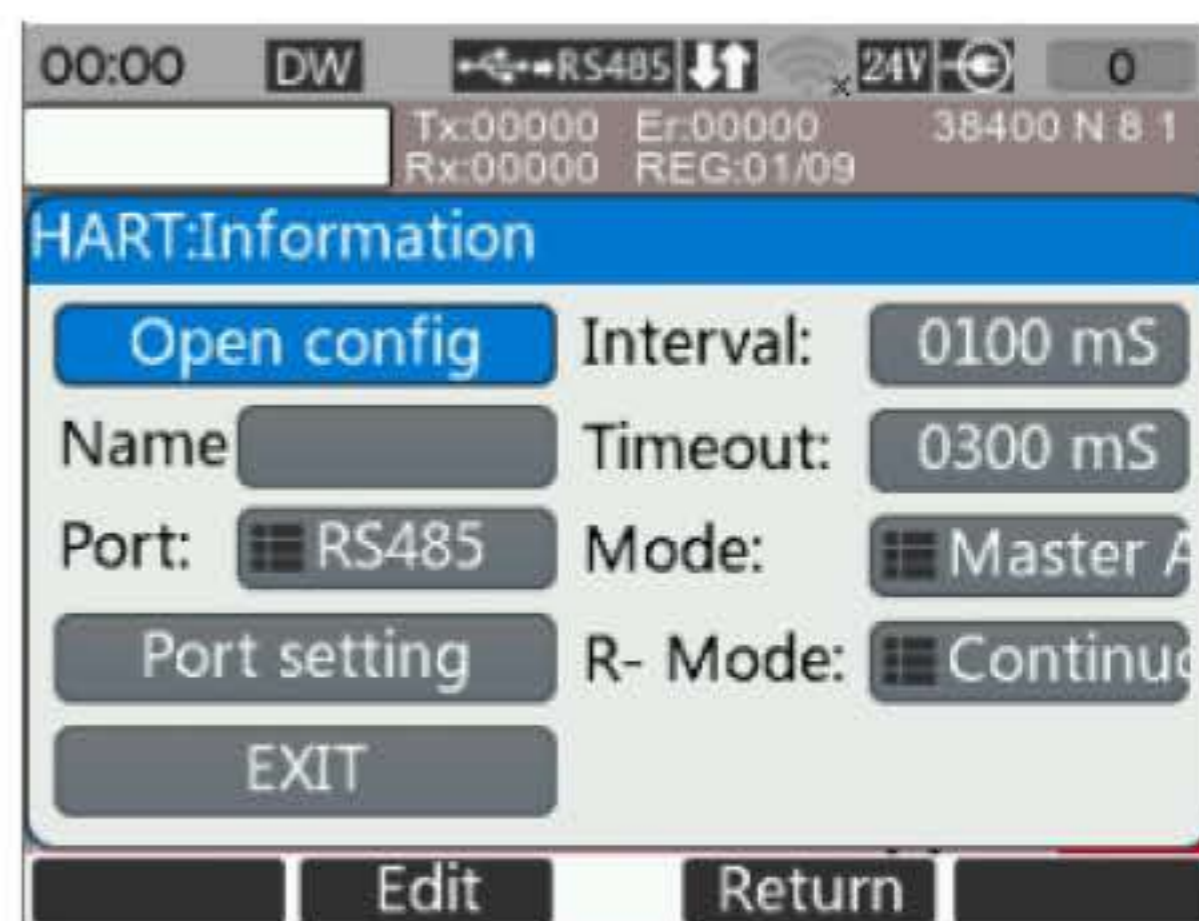 00:00 DW RS485 24V 0
Tx:00000 Er:00000 38400 N 8 1
Rx:00000 REG:01/09
HART:Information
Open config Interval: 0100 mS
Name Timeout: 0300 mS
Port: RS485 Mode: Master A
Port setting R- Mode: Continuo
EXIT
Edit Return